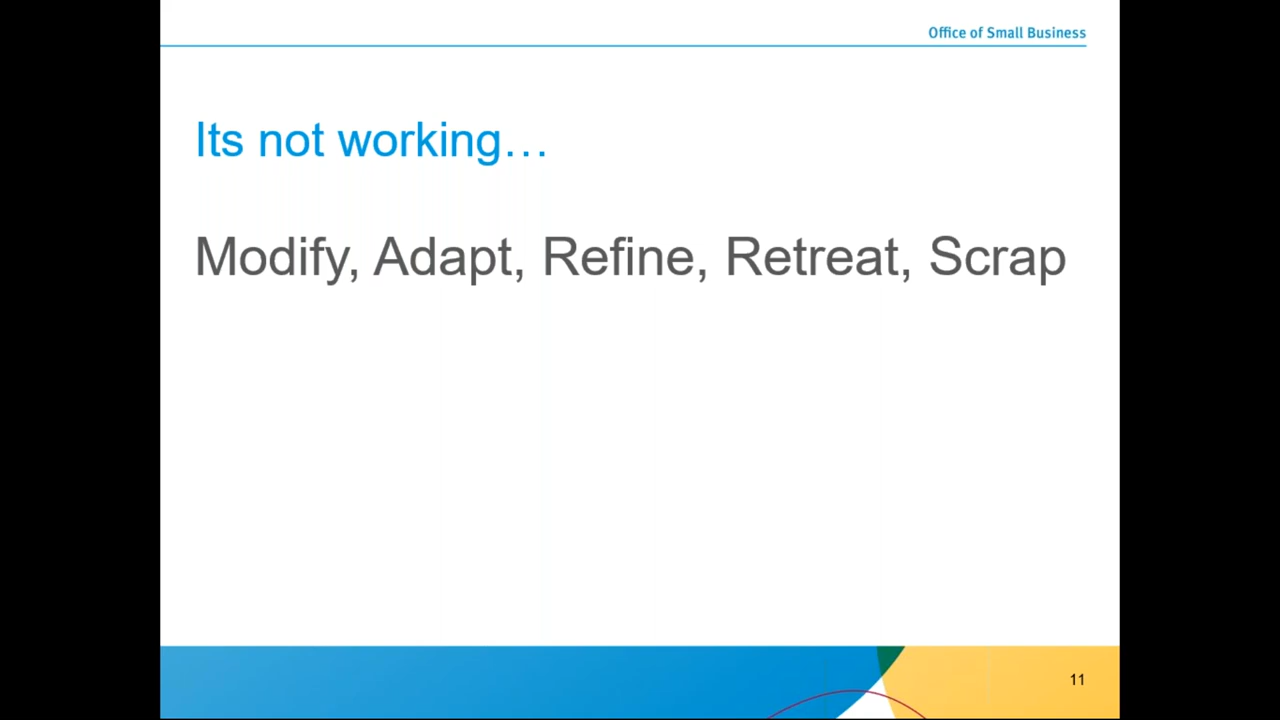 Office of Small Business
Its not working…
Modify, Adapt, Refine, Retreat, Scrap
11